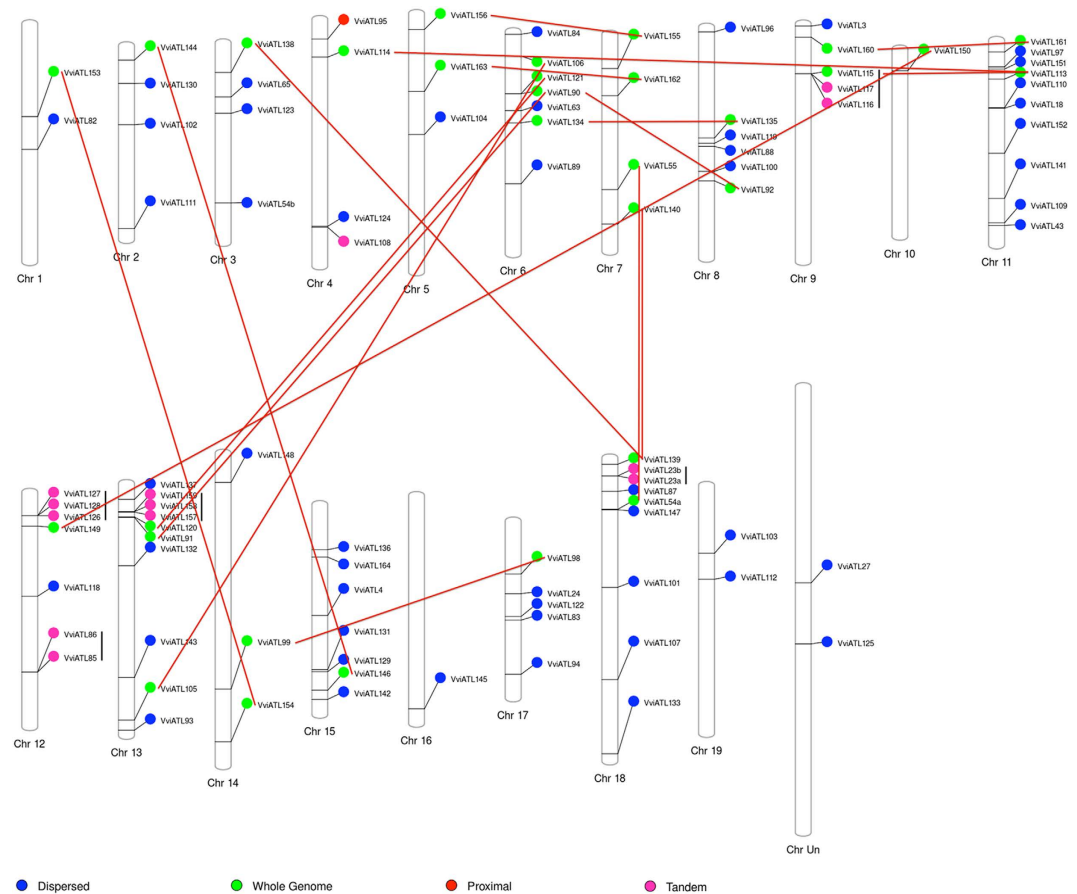 VviATL153
VviATL82
Chr 1
VviATL144
VviATL130
VviATL102
VviATL111
Chr 2
VviATL138
VviATL65
VviATL123
VviATL54b
Chr 3
VviATL95
VviATL114
VviATL124
VviATL108
Chr 4
VviATL156
VviATL163
VviATL104
Chr 5
VviATL84
VviATL106
VviATL121
VviATL90
VviATL63
VviATL134
VviATL89
Chr 6
VviATL155
VviATL162
VviATL55
VviATL140
Chr 7
VviATL96
VviATL135
VviATL119
VviATL88
VviATL100
VviATL92
Chr 8
VviATL3
VviATL160
VviATL115
VviATL117
VviATL116
Chr 9
VviATL150
Chr 10
VviATL161
VviATL97
VviATL151
VviATL113
VviATL110
VviATL18
VviATL152
VviATL141
VviATL109
VviATL43
Chr 11
VviATL127
VviATL128
VviATL126
VviATL149
VviATL118
VviATL86
VviATL85
Chr 12
VviATL137
VviATL159
VviATL158
VviATL157
VviATL120
VviATL91
VviATL132
VviATL143
VviATL105
VviATL93
Chr 13
VviATL148
VviATL99
VviATL154
Chr 14
VviATL136
VviATL164
VviATL4
VviATL131
VviATL129
VviATL146
VviATL142
Chr 15
VviATL145
Chr 16
VviATL98
VviATL24
VviATL122
VviATL83
VviATL94
Chr 17
VviATL139
VviATL23b
VviATL23a
VviATL87
VviATL54a
VviATL147
VviATL101
VviATL107
VviATL133
Chr 18
VviATL103
VviATL112
Chr 19
VviATL27
VviATL125
Chr Un
Dispersed
Whole Genome
Proximal
Tandem